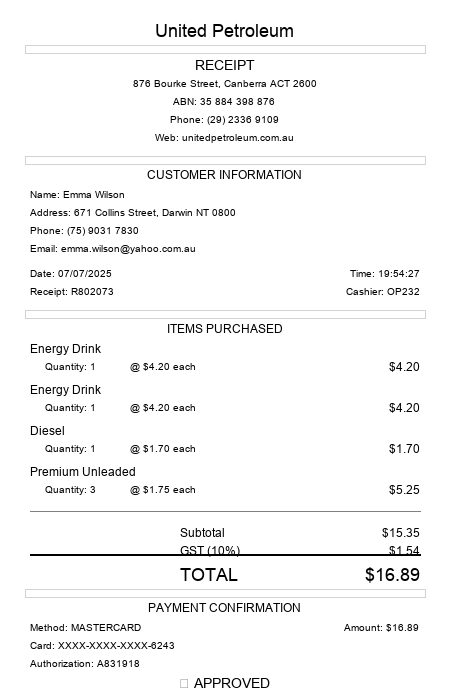 United Petroleum
RECEIPT
876 Bourke Street, Canberra ACT 2600
ABN: 35 884 398 876
Phone: (29) 2336 9109
Web: unitedpetroleum.com.au
CUSTOMER INFORMATION
Name: Emma Wilson
Address: 671 Collins Street, Darwin NT 0800
Phone: (75) 9031 7830
Email: emma.wilson@yahoo.com.au
Date: 07/07/2025 Time: 19:54:27
Receipt: R802073 Cashier: OP232
ITEMS PURCHASED
Energy Drink
Quantity: 1 @ $4.20 each $4.20
Energy Drink
Quantity: 1 @ $4.20 each $4.20
Diesel
Quantity: 1 @ $1.70 each $1.70
Premium Unleaded
Quantity: 3 @ $1.75 each $5.25
Subtotal $15.35
GST (10%) $1.54
TOTAL $16.89
PAYMENT CONFIRMATION
Method: MASTERCARD Amount: $16.89
Card: XXXX-XXXX-XXXX-6243
Authorization: A831918
APPROVED